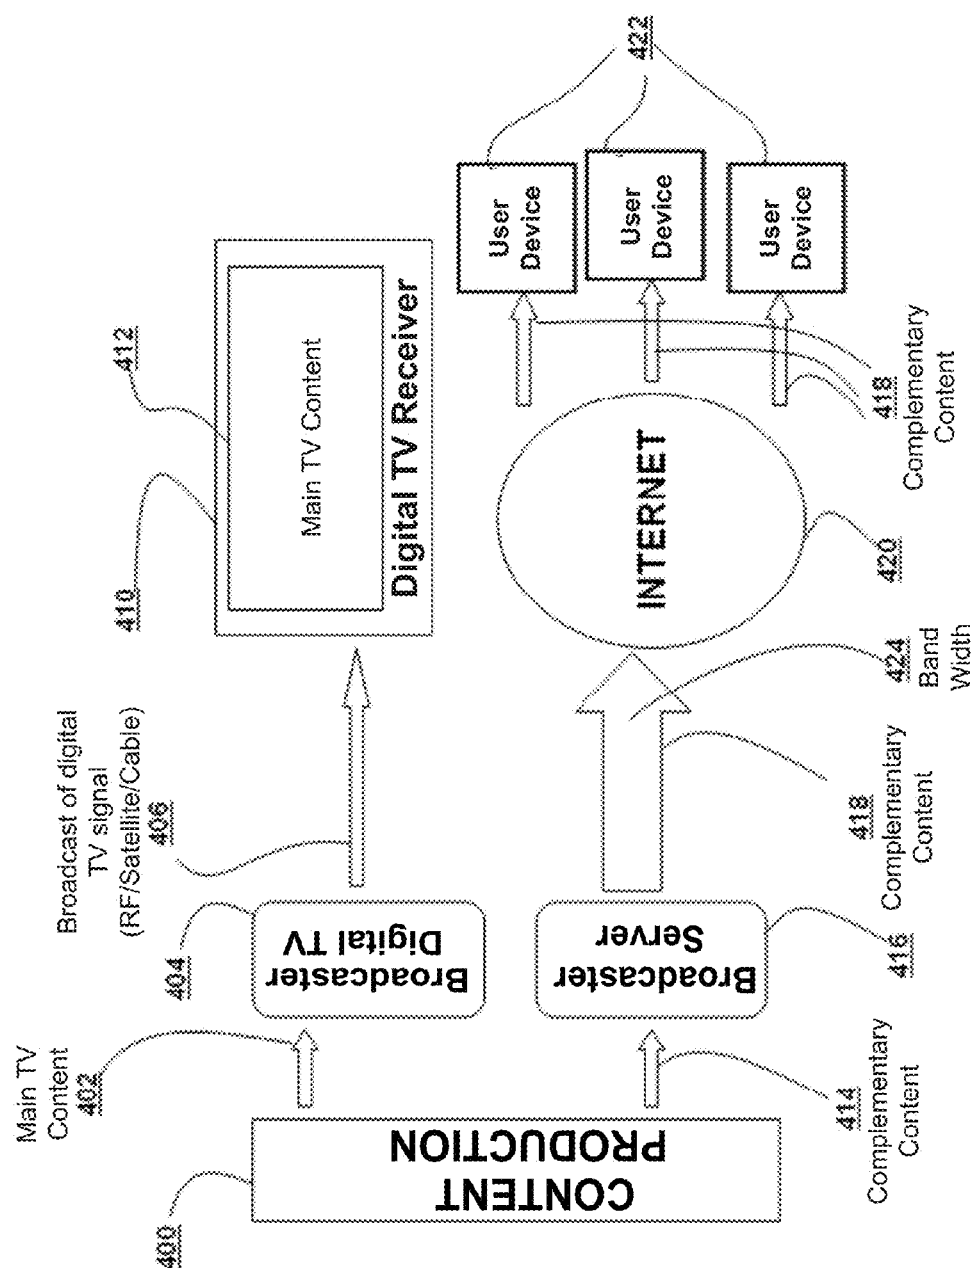 Main TV
Content
402
Broadcast of digital
TV signal
(RF/Satellite/Cable)
406
404
410
412
400
CONTENT
PRODUCTION
Broadcaster
Digital TV
Main TV Content
Digital TV Receiver
Broadcaster
Server
INTERNET
User
Device
User
Device
User
Device
422
414
Complementary
Content
416
418
Complementary
Content
424
Band
Width
420
418
Complementary
Content